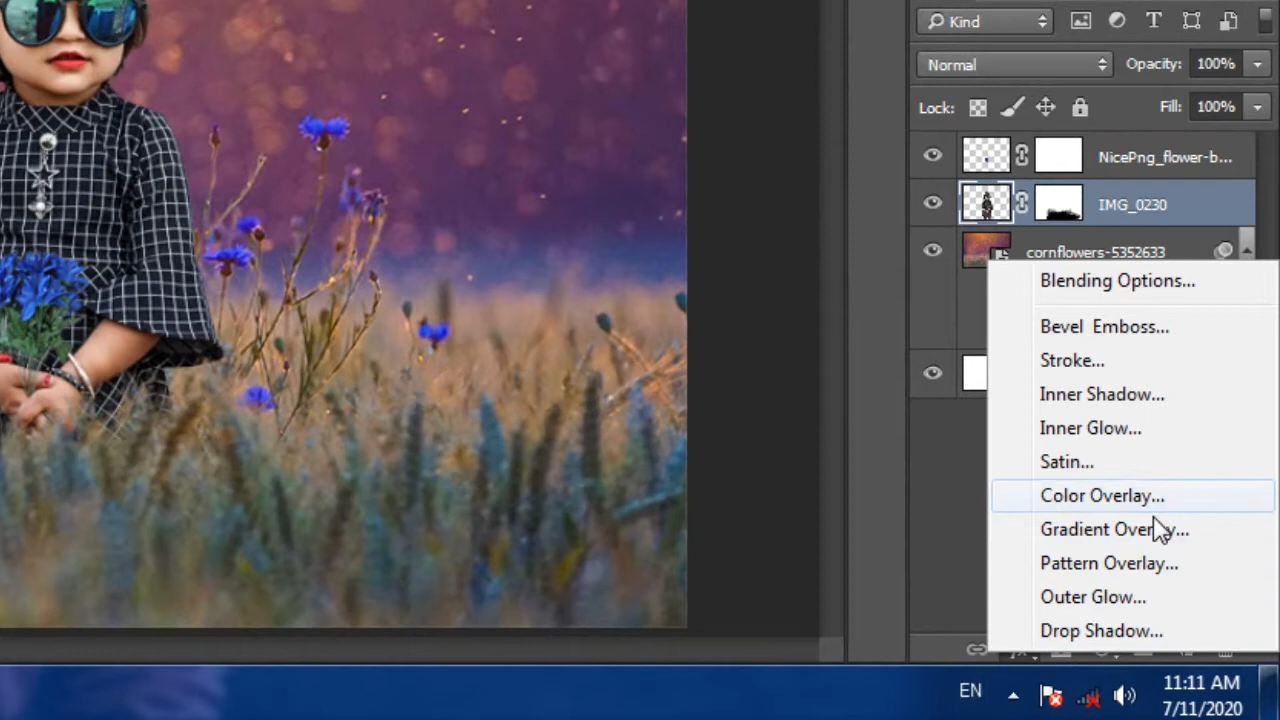 Kind
T
Normal
Opacity: 100%
Lock:
Fill: 100%
NicePng_flower-b...
IMG_0230
cornflowers-5352633
Blending Options...
Bevel Emboss...
Stroke...
Inner Shadow...
Inner Glow...
Satin...
Color Overlay...
Gradient Overlay...
Pattern Overlay...
Outer Glow...
Drop Shadow...
EN
11:11 AM
7/11/2020